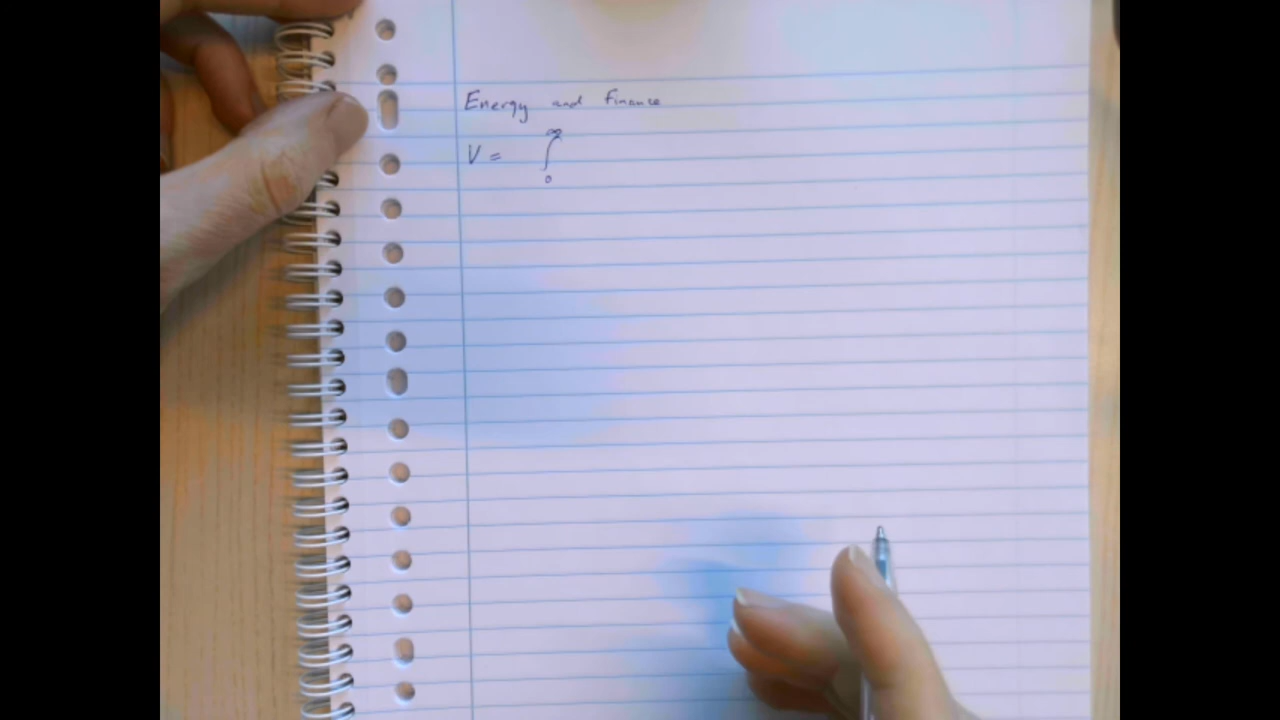 Energy and Finance
V = ∫₀^∞